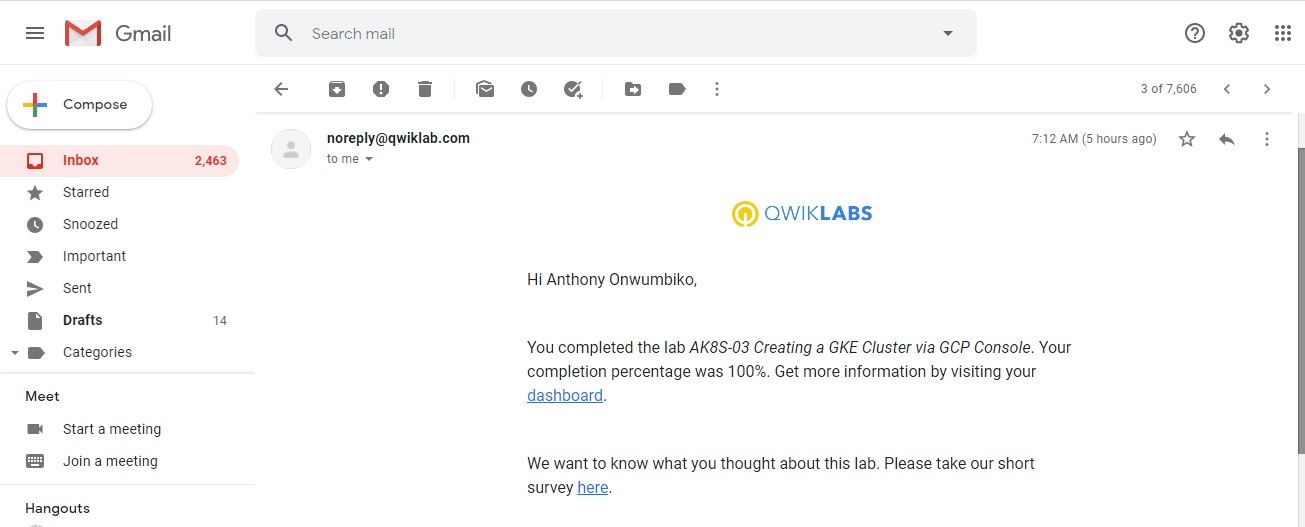 Gmail
Search mail
Compose
3 of 7,606
Inbox 2,463
Starred
Snoozed
Important
Sent
Drafts 14
Categories
Meet
Start a meeting
Join a meeting
Hangouts
noreply@qwiklab.com
7:12 AM (5 hours ago)
to me
QWIKLABS
Hi Anthony Onwumbiko,
You completed the lab AK8S-03 Creating a GKE Cluster via GCP Console. Your
completion percentage was 100%. Get more information by visiting your
dashboard.
We want to know what you thought about this lab. Please take our short
survey here.